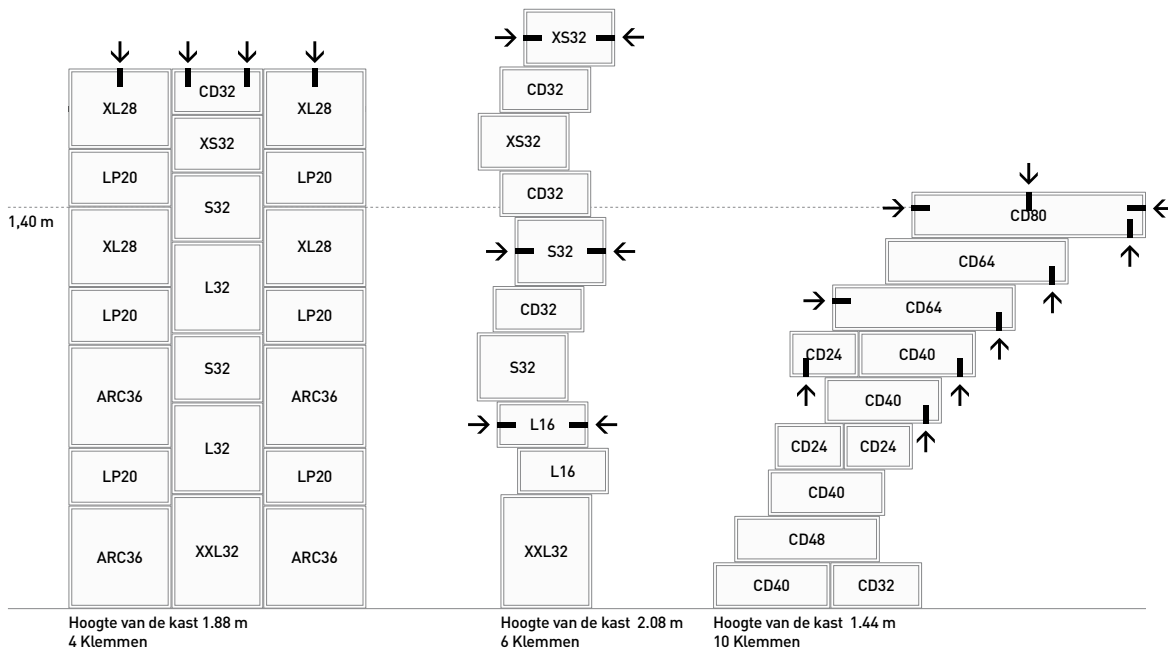 XL28
CD32
XL28
XS32
LP20
LP20
S32
1,40 m
XL28
XL28
L32
LP20
LP20
S32
ARC36
ARC36
L32
LP20
LP20
XXL32
ARC36
ARC36
Hoogte van de kast 1.88 m
4 Klemmen
XS32
CD32
XS32
CD32
S32
CD32
S32
L16
L16
XXL32
Hoogte van de kast 2.08 m
6 Klemmen
CD80
CD64
CD64
CD24 CD40
CD40
CD24 CD24
CD40
CD48
CD40 CD32
Hoogte van de kast 1.44 m
10 Klemmen